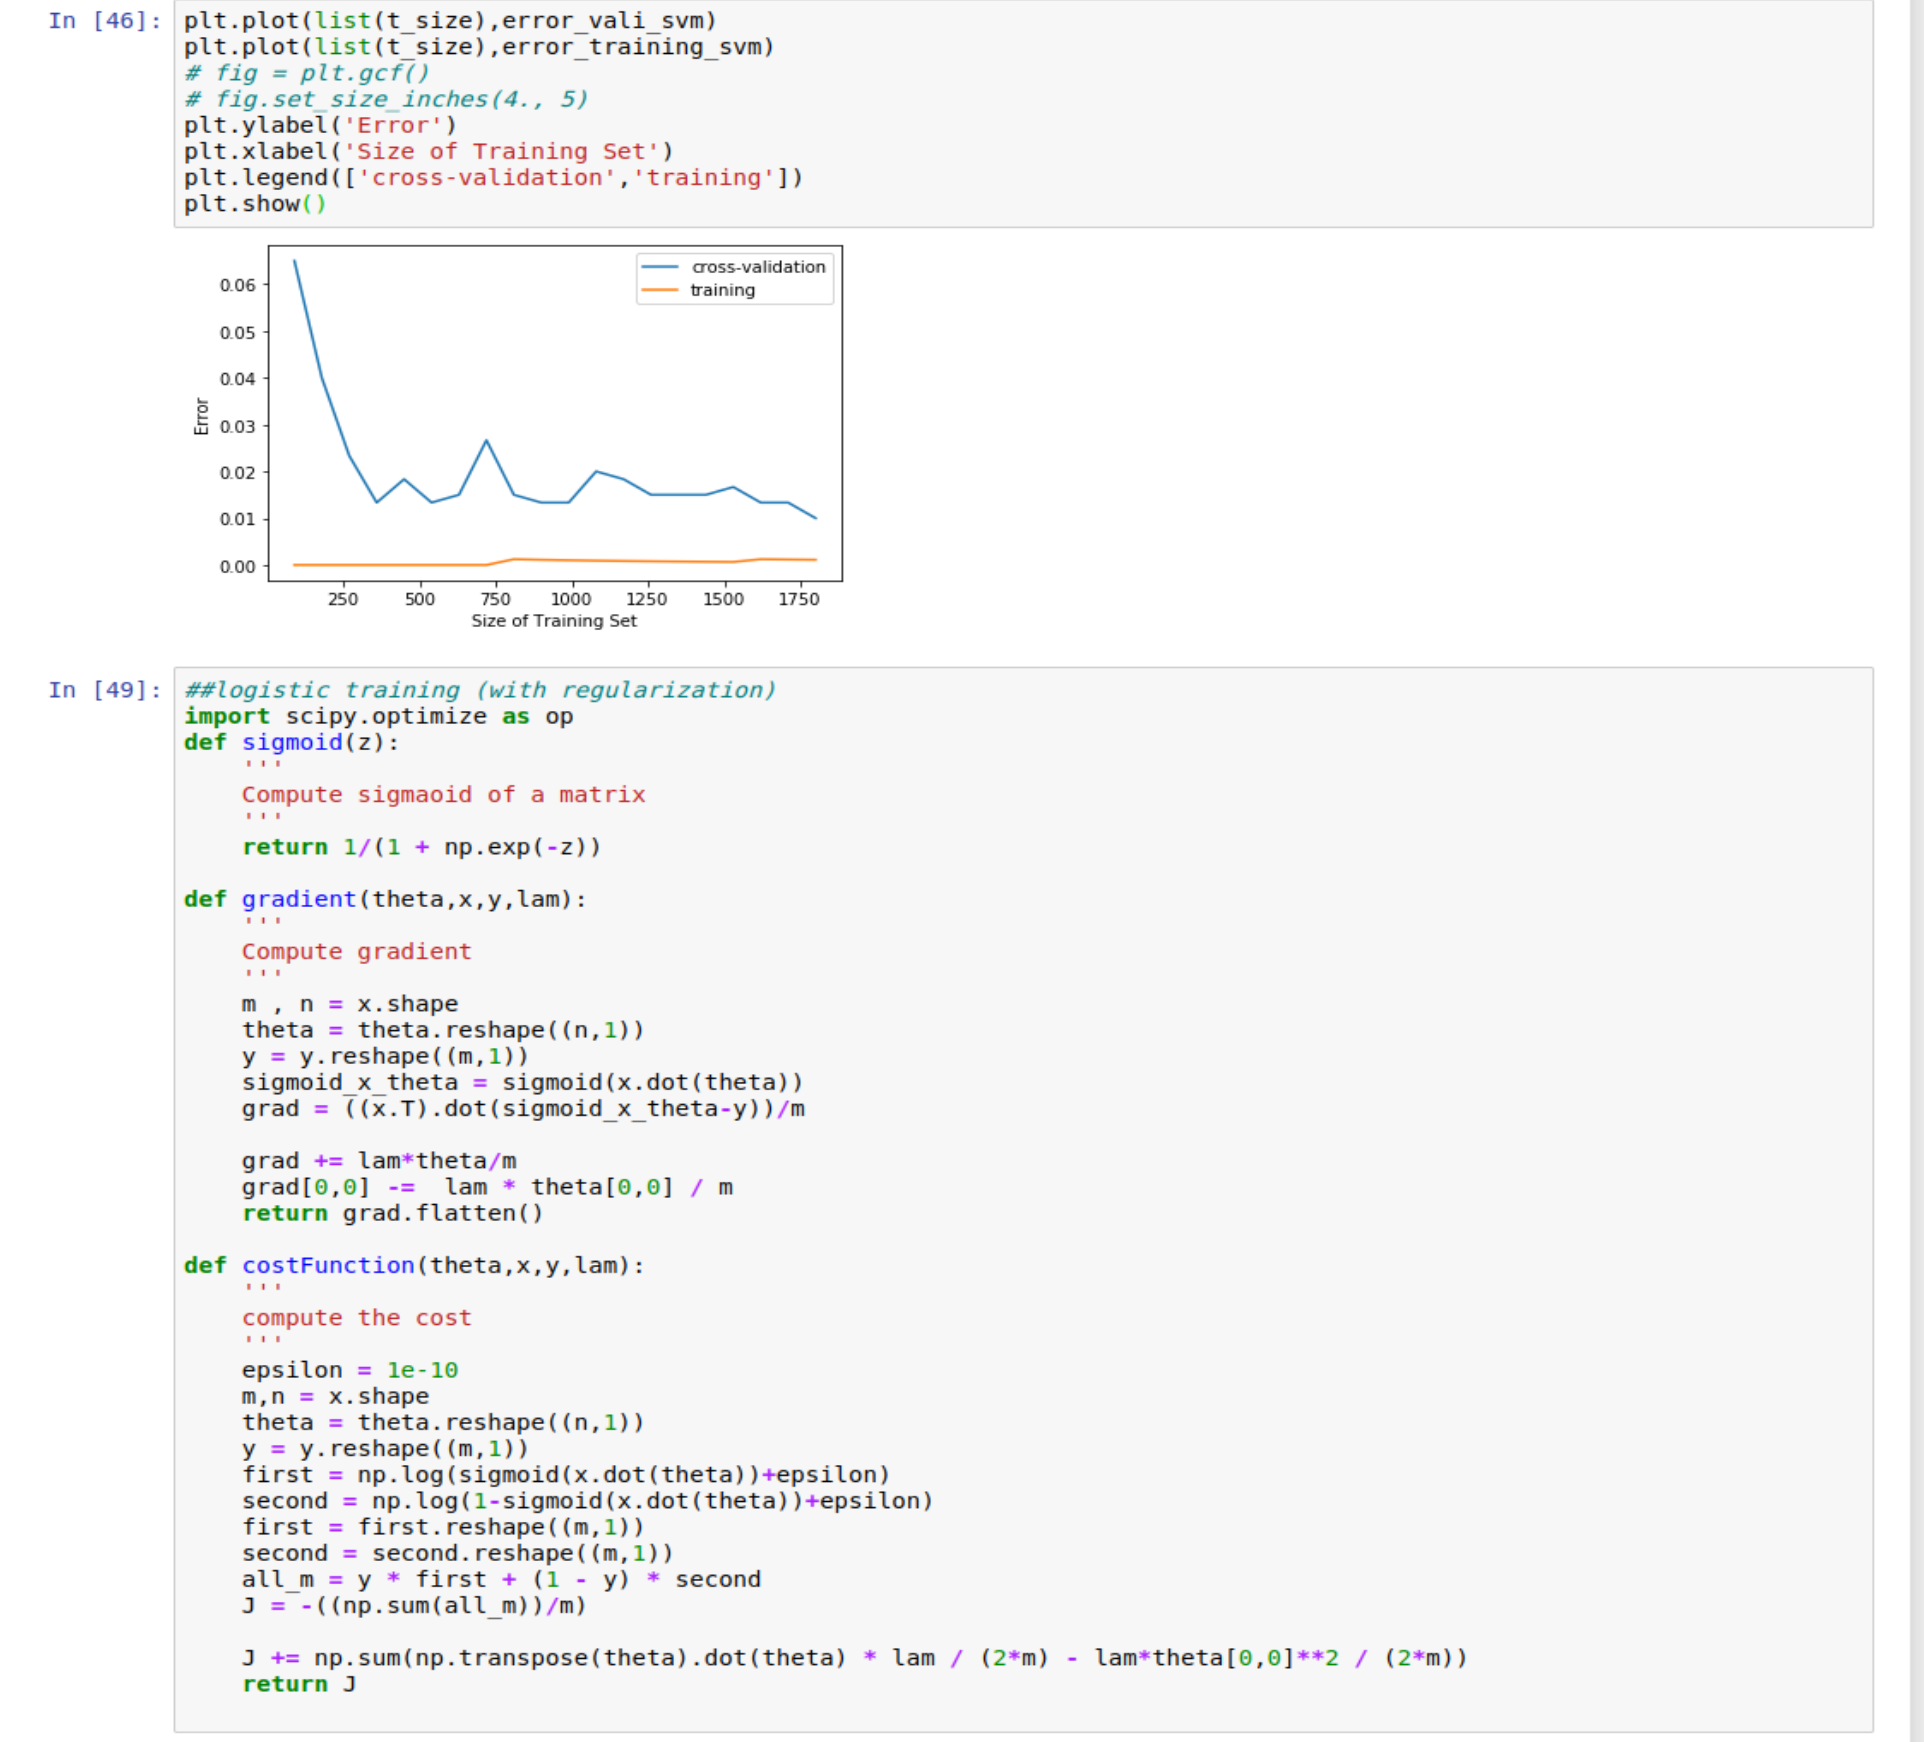 In [46]: plt.plot(list(t_size),error_vali_svm)
plt.plot(list(t_size),error_training_svm)
# fig = plt.gcf()
# fig.set_size_inches(4., 5)
plt.ylabel('Error')
plt.xlabel('Size of Training Set')
plt.legend(['cross-validation','training'])
plt.show()
cross-validation
training
0.06
0.05
0.04
0.03
0.02
0.01
0.00
Error
250 500 750 1000 1250 1500 1750
Size of Training Set
In [49]: ##logistic training (with regularization)
import scipy.optimize as op
def sigmoid(z):
    '''
    Compute sigmaoid of a matrix
    '''
    return 1/(1 + np.exp(-z))

def gradient(theta,x,y,lam):
    '''
    Compute gradient
    '''
    m , n = x.shape
    theta = theta.reshape((n,1))
    y = y.reshape((m,1))
    sigmoid_x_theta = sigmoid(x.dot(theta))
    grad = ((x.T).dot(sigmoid_x_theta-y))/m

    grad += lam*theta/m
    grad[0,0] -=  lam * theta[0,0] / m
    return grad.flatten()

def costFunction(theta,x,y,lam):
    '''
    compute the cost
    '''
    epsilon = 1e-10
    m,n = x.shape
    theta = theta.reshape((n,1))
    y = y.reshape((m,1))
    first = np.log(sigmoid(x.dot(theta))+epsilon)
    second = np.log(1-sigmoid(x.dot(theta))+epsilon)
    first = first.reshape((m,1))
    second = second.reshape((m,1))
    all_m = y * first + (1 - y) * second
    J = -((np.sum(all_m))/m)

    J += np.sum(np.transpose(theta).dot(theta) * lam / (2*m) - lam*theta[0,0]**2 / (2*m))
    return J